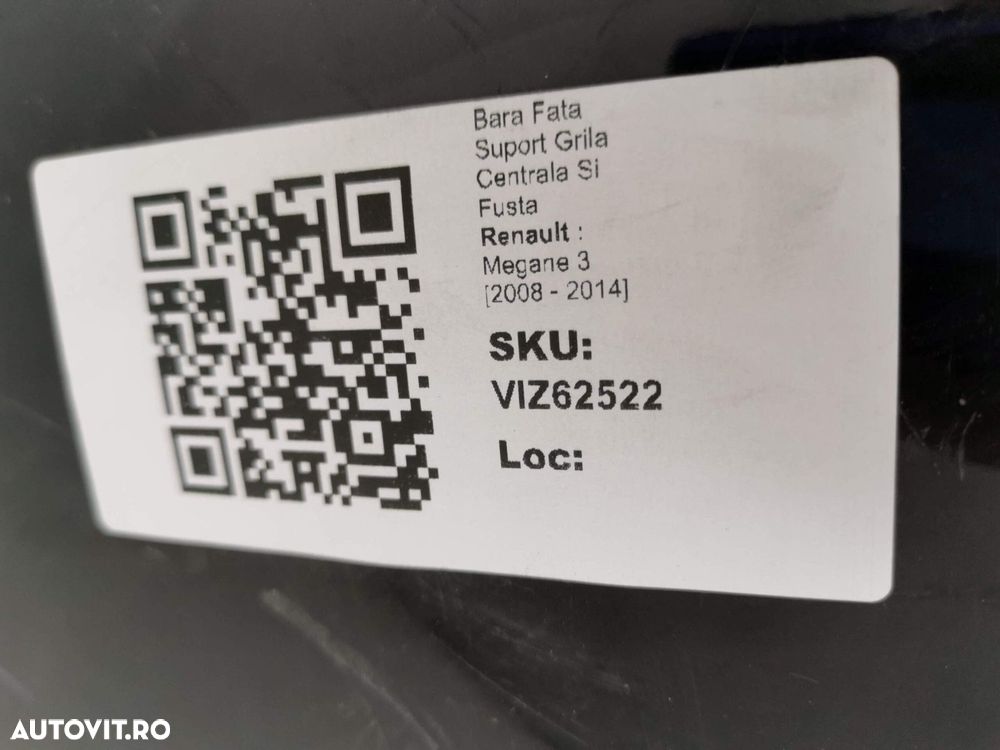 Bara Fata
Suport Grila
Centrala Si
Fusta
Renault :
Megane 3
[2008 - 2014]
SKU:
VIZ62522
Loc:
AUTOVIT.RO